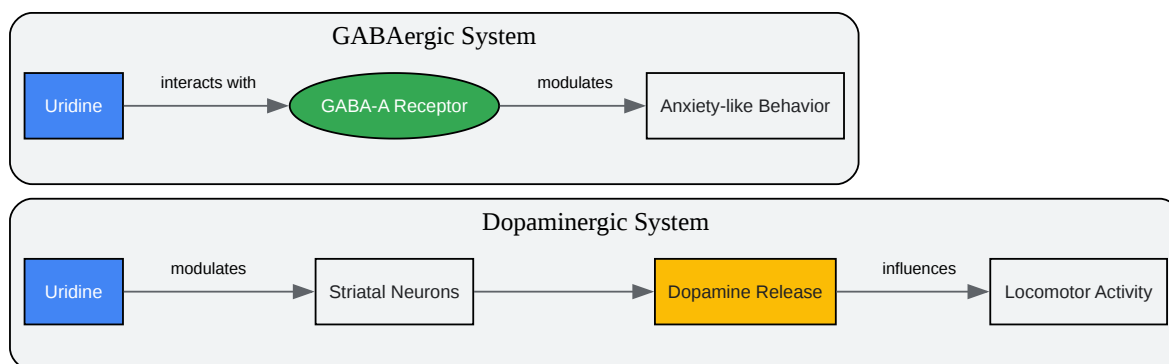 GABAergic System
Uridine
interacts with
GABA-A Receptor
modulates
Anxiety-like Behavior
Dopaminergic System
Uridine
modulates
Striatal Neurons
Dopamine Release
influences
Locomotor Activity